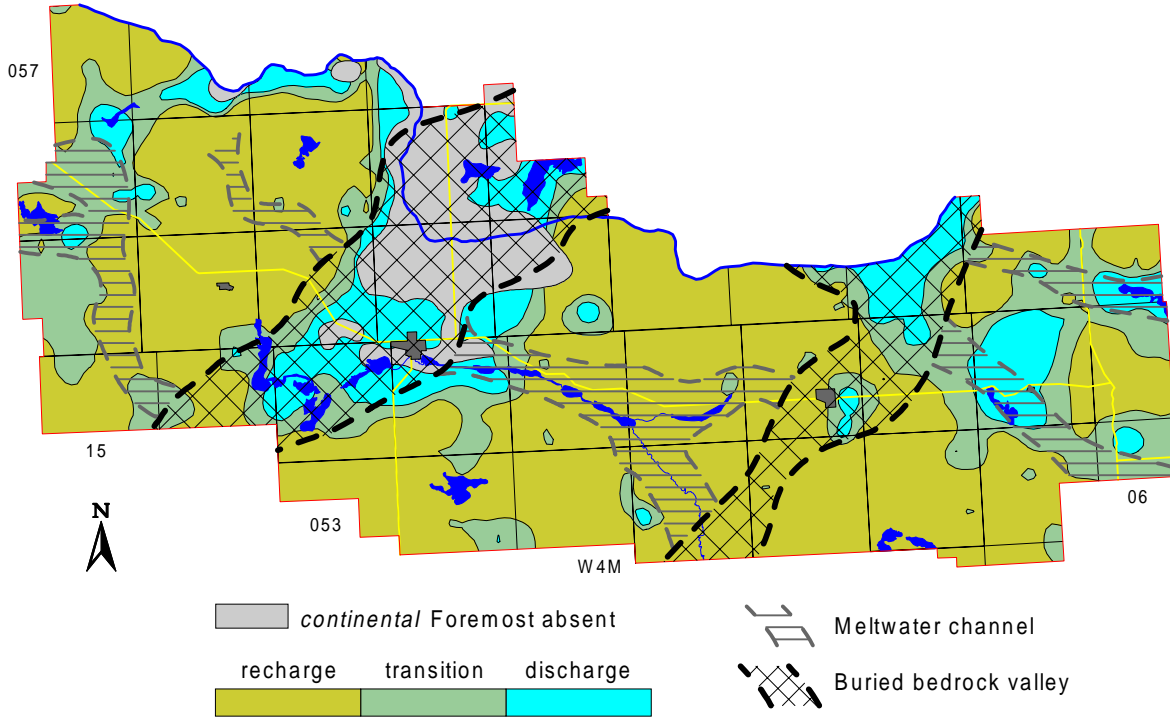 057
15
053
06
N
W4M
continental Foremost absent
Meltwater channel
recharge transition discharge
Buried bedrock valley